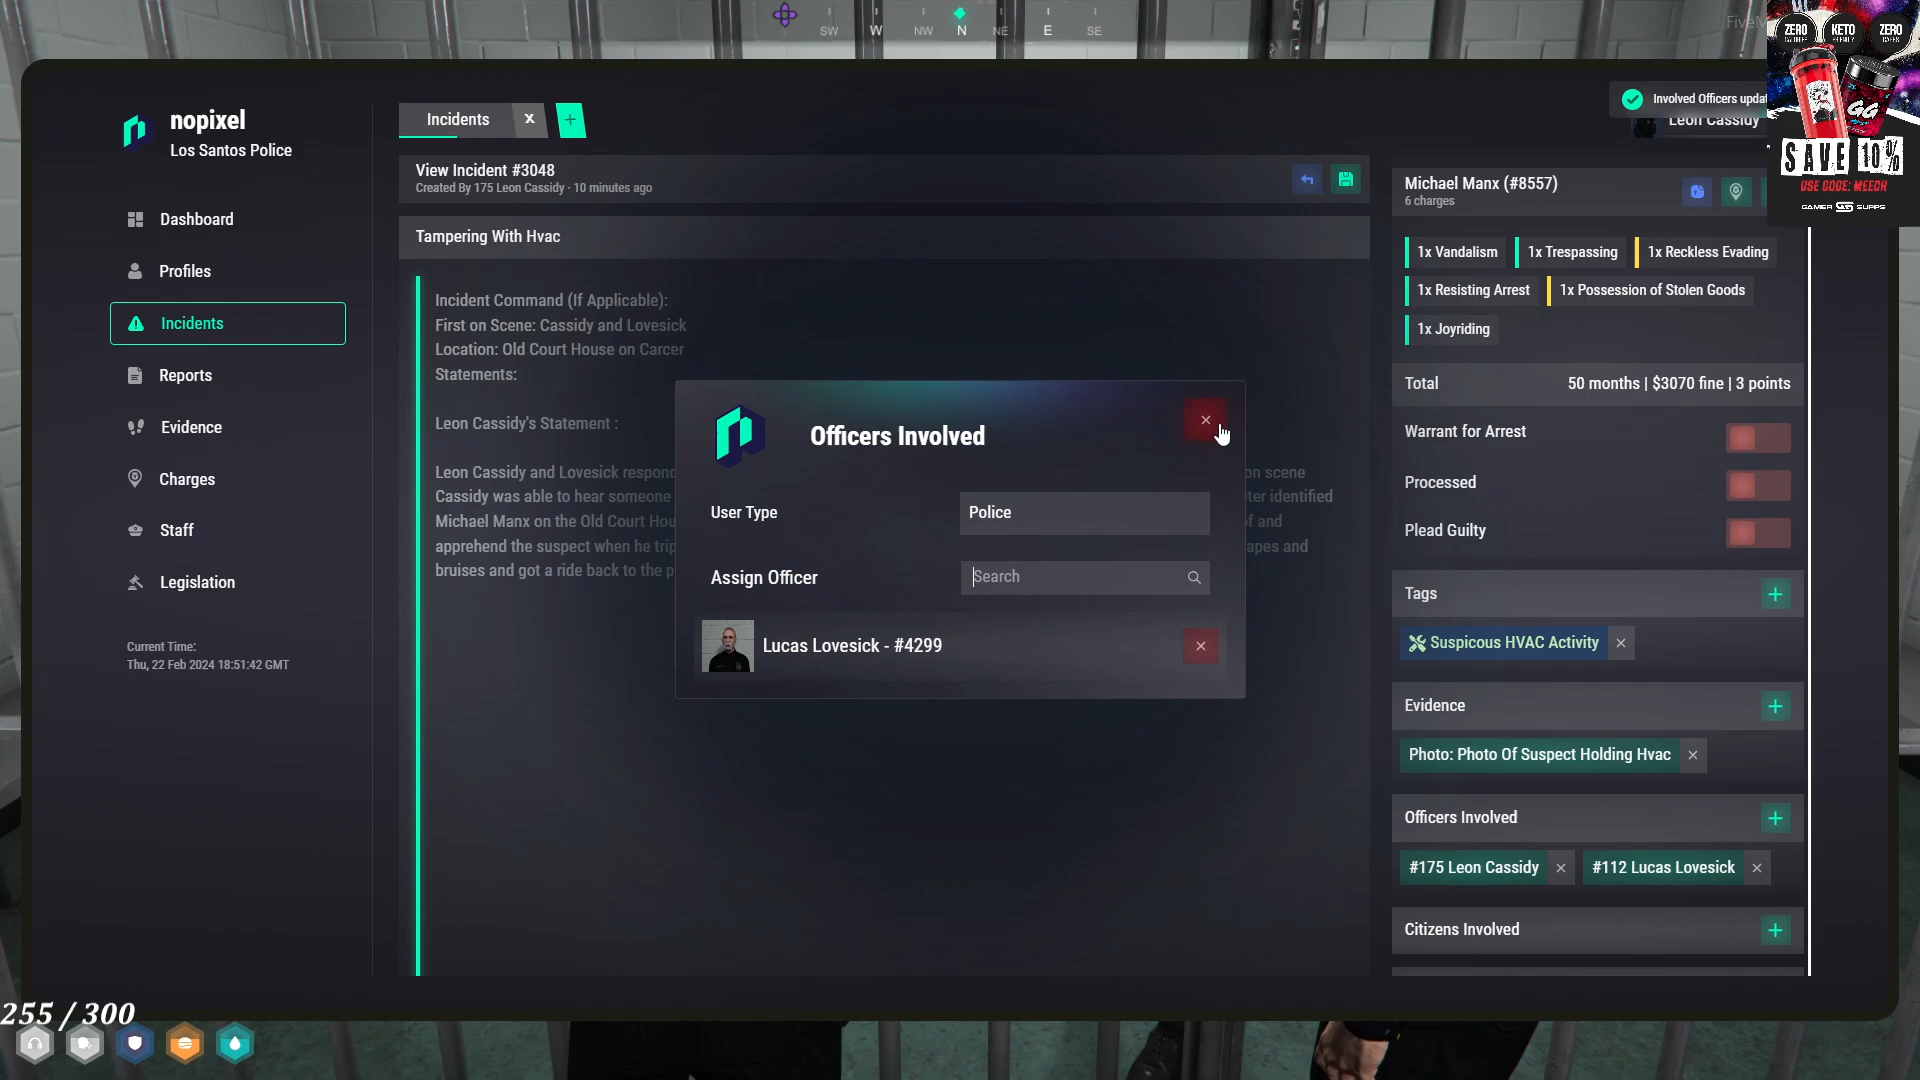 SW W NW N NE E SE
FiveM
nopixel
Los Santos Police
Incidents x +
Involved Officers updat
Leon Cassidy
ZERO KETO ZERO
FRIENDLY
GG
SAVE 10%
USE CODE: MEECH
GAMER SUPPS
View Incident #3048
Created By 175 Leon Cassidy · 10 minutes ago
Tampering With Hvac
Dashboard
Profiles
Incidents
Reports
Evidence
Charges
Staff
Legislation
Current Time:
Thu, 22 Feb 2024 18:51:42 GMT
Incident Command (If Applicable):
First on Scene: Cassidy and Lovesick
Location: Old Court House on Carcer
Statements:
Leon Cassidy's Statement :
Leon Cassidy and Lovesick respon on scene
Cassidy was able to hear someone ter identified
Michael Manx on the Old Court Hou f and
apprehend the suspect when he trip apes and
bruises and got a ride back to the p
Officers Involved
User Type Police
Assign Officer Search
Lucas Lovesick - #4299
Michael Manx (#8557)
6 charges
1x Vandalism 1x Trespassing 1x Reckless Evading
1x Resisting Arrest 1x Possession of Stolen Goods
1x Joyriding
Total 50 months | $3070 fine | 3 points
Warrant for Arrest
Processed
Plead Guilty
Tags
Suspicous HVAC Activity
Evidence
Photo: Photo Of Suspect Holding Hvac
Officers Involved
#175 Leon Cassidy #112 Lucas Lovesick
Citizens Involved
255 / 300